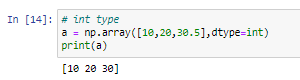 In [14]: # int type
a = np.array([10,20,30.5],dtype=int)
print(a)
[10 20 30]